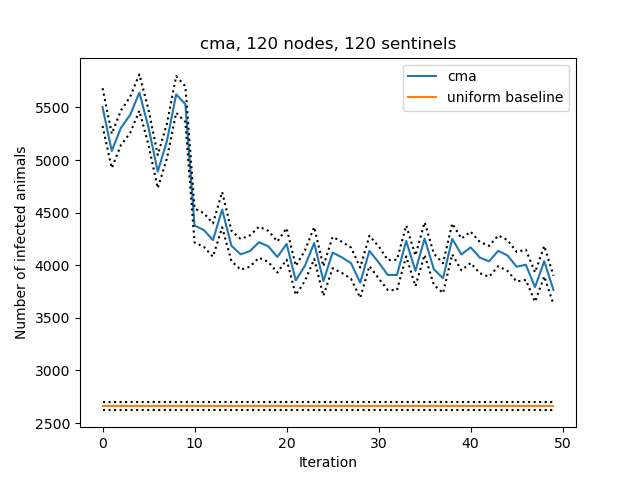 cma, 120 nodes, 120 sentinels
cma
uniform baseline
5500
5000
4500
4000
3500
3000
2500
Number of infected animals
0 10 20 30 40 50
Iteration